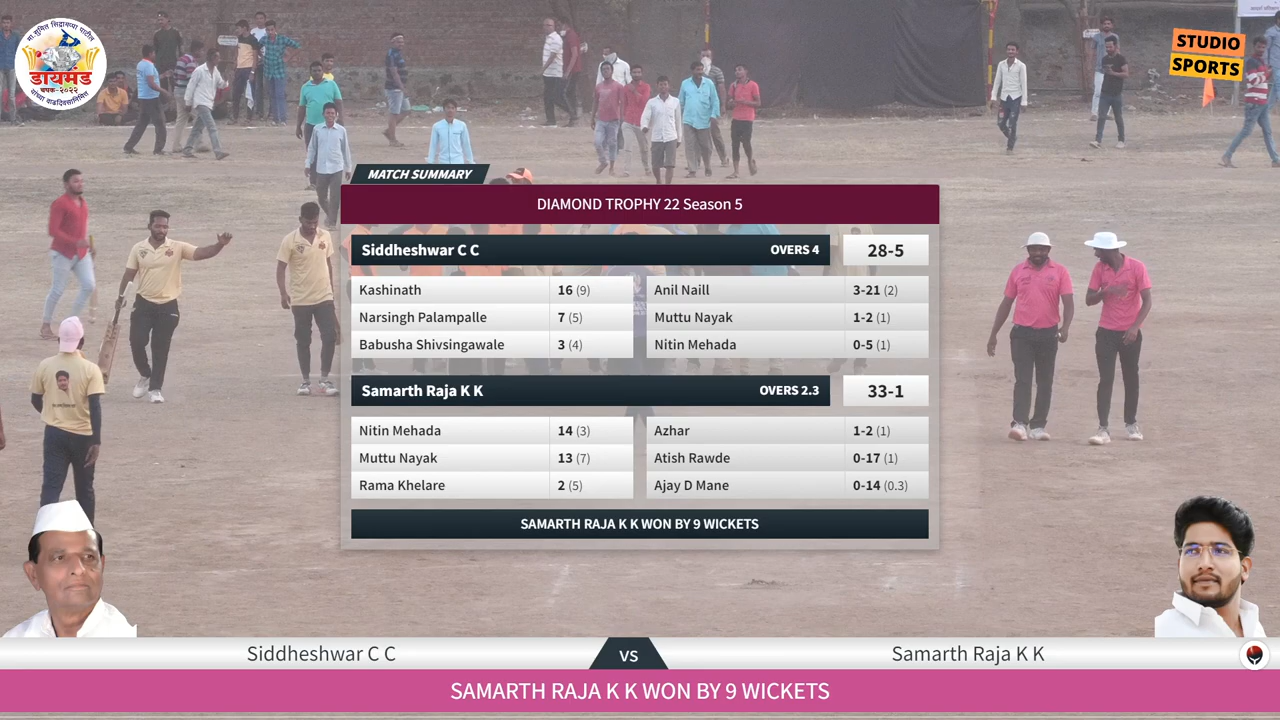 मा. सुमित सिद्राय्या पाटील
डायमंड
चषक-२०२२
यांच्या वाढदिवसानिमित्त
STUDIO
SPORTS
MATCH SUMMARY
DIAMOND TROPHY 22 Season 5
Siddheshwar C C OVERS 4 28-5
Kashinath 16 (9) Anil Naill 3-21 (2)
Narsingh Palampalle 7 (5) Muttu Nayak 1-2 (1)
Babusha Shivsingawale 3 (4) Nitin Mehada 0-5 (1)
Samarth Raja K K OVERS 2.3 33-1
Nitin Mehada 14 (3) Azhar 1-2 (1)
Muttu Nayak 13 (7) Atish Rawde 0-17 (1)
Rama Khelare 2 (5) Ajay D Mane 0-14 (0.3)
SAMARTH RAJA K K WON BY 9 WICKETS
Siddheshwar C C VS Samarth Raja K K
SAMARTH RAJA K K WON BY 9 WICKETS